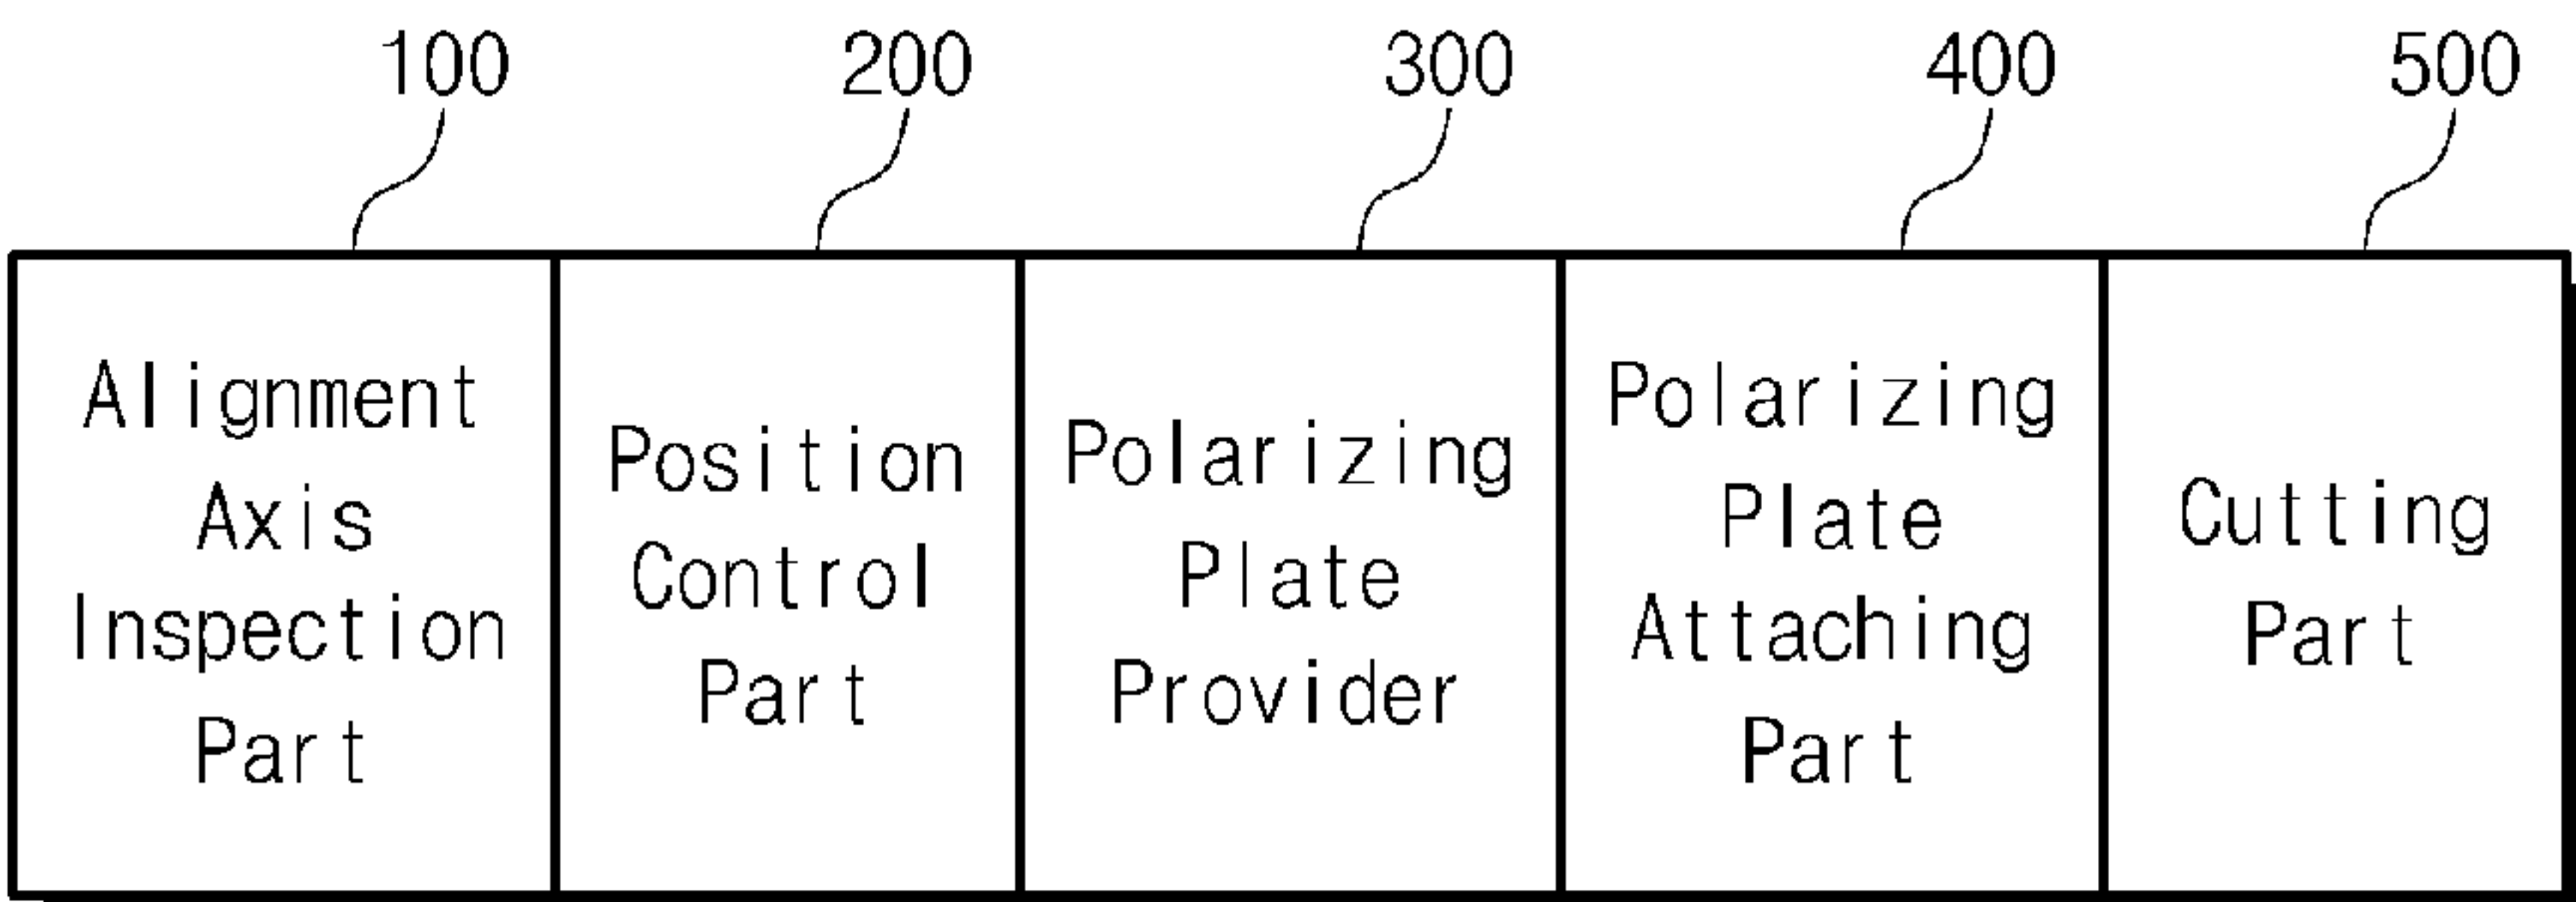 100 200 300 400 500
Alignment
Axis
Inspection
Part
Position
Control
Part
Polarizing
Plate
Provider
Polarizing
Plate
Attaching
Part
Cutting
Part